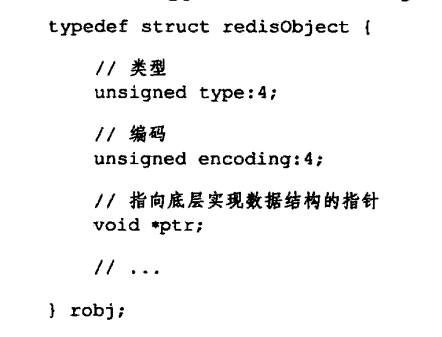 typedef struct redisObject {
// 类型
unsigned type:4;
// 编码
unsigned encoding:4;
// 指向底层实现数据结构的指针
void *ptr;
// ...
} robj;